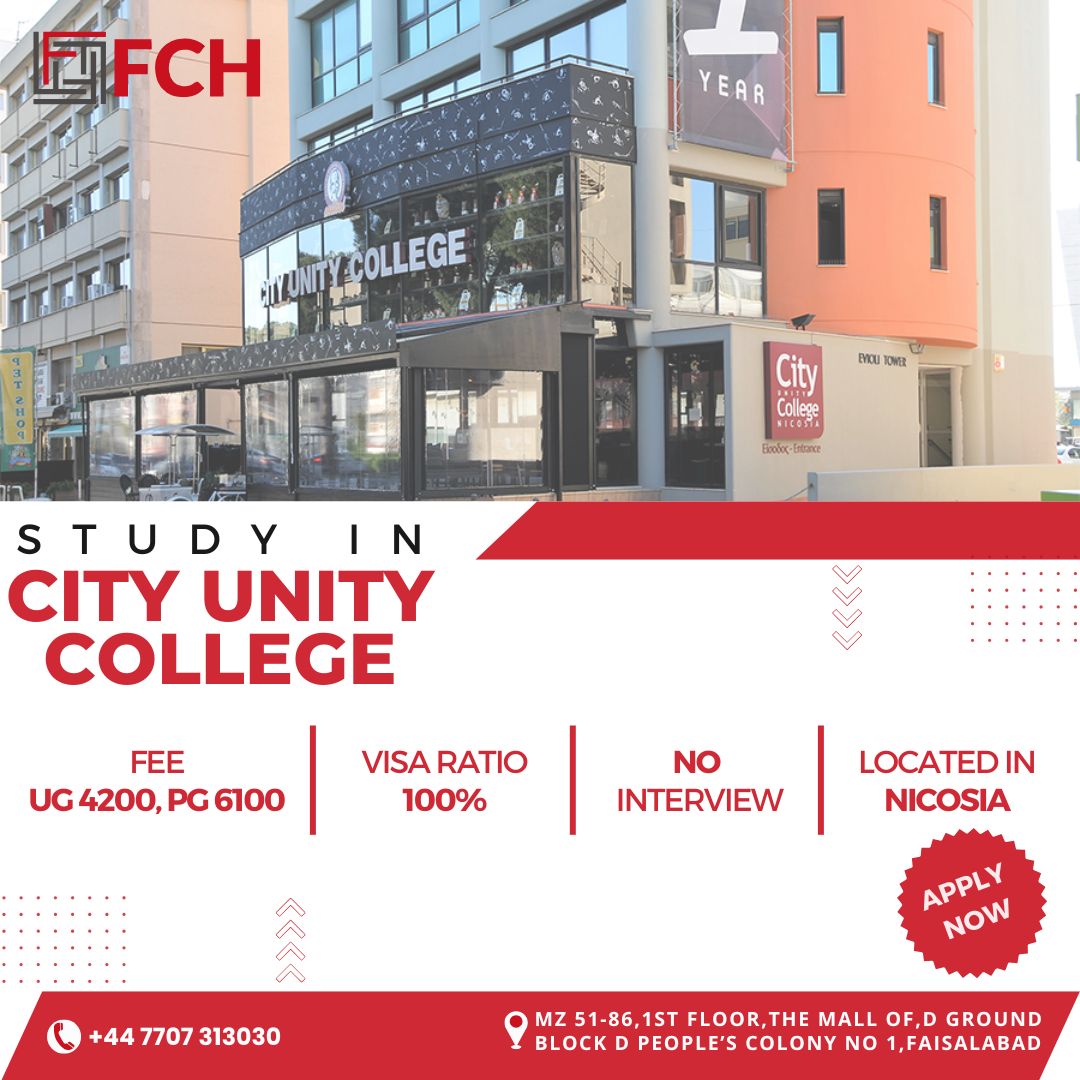 FCH
1
YEAR
CITY UNITY COLLEGE
PET SHOP
City
UNITY
College
NICOSIA
Είσοδος - Entrance
EVIOLI TOWER
STUDY IN
CITY UNITY
COLLEGE
FEE
UG 4200, PG 6100
VISA RATIO
100%
NO
INTERVIEW
LOCATED IN
NICOSIA
APPLY
NOW
+44 7707 313030
MZ 51-86,1ST FLOOR,THE MALL OF,D GROUND
BLOCK D PEOPLE’S COLONY NO 1,FAISALABAD